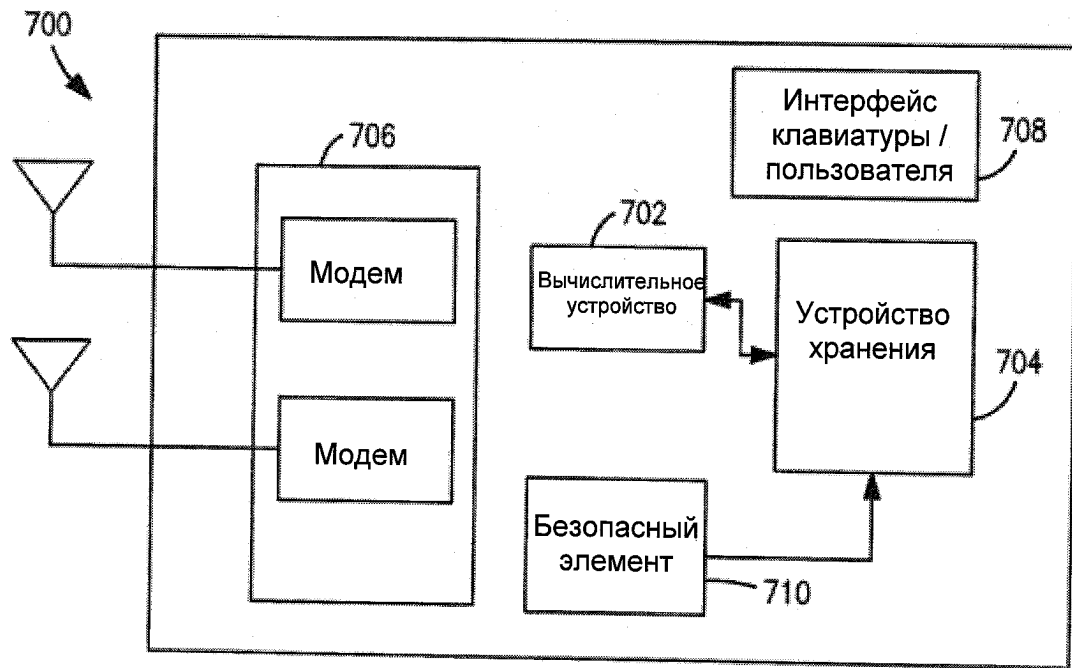 700
706
Интерфейс
клавиатуры /
пользователя
708
702
Модем
Вычислительное
устройство
Устройство
хранения
704
Модем
Безопасный
элемент
710